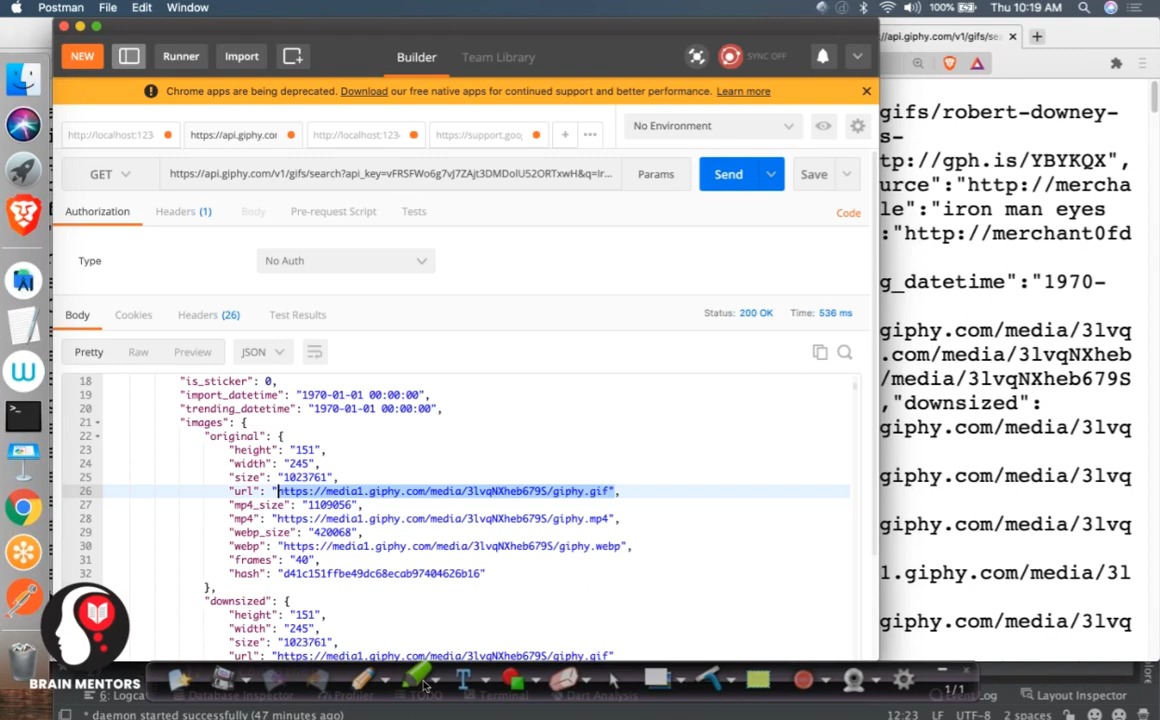 Postman File Edit Window 100% Thu 10:19 AM
NEW Runner Import Builder Team Library SYNC OFF
//api.giphy.com/v1/gifs/sea
Chrome apps are being deprecated. Download our free native apps for continued support and better performance. Learn more
http://localhost:123 https://api.giphy.con http://localhost:123 https://support.goo + ••• No Environment
GET https://api.giphy.com/v1/gifs/search?api_key=vFRSFWo6g7vJ7ZAjt3DMDolU52ORTxwH&q=ir... Params Send Save
Authorization Headers (1) Body Pre-request Script Tests Code
Type No Auth
Body Cookies Headers (26) Test Results Status: 200 OK Time: 536 ms
Pretty Raw Preview JSON
18 "is_sticker": 0,
19 "import_datetime": "1970-01-01 00:00:00",
20 "trending_datetime": "1970-01-01 00:00:00",
21 "images": {
22 "original": {
23 "height": "151",
24 "width": "245",
25 "size": "1023761",
26 "url": "https://media1.giphy.com/media/3lvqNXheb679S/giphy.gif",
27 "mp4_size": "1109056",
28 "mp4": "https://media1.giphy.com/media/3lvqNXheb679S/giphy.mp4",
29 "webp_size": "420068",
30 "webp": "https://media1.giphy.com/media/3lvqNXheb679S/giphy.webp",
31 "frames": "40",
32 "hash": "d41c151ffbe49dc68ecab97404626b16"
},
"downsized": {
"height": "151",
"width": "245",
"size": "1023761",
"url": "https://media1.giphy.com/media/3lvqNXheb679S/giphy.gif"
gifs/robert-downey-
s-
tp://gph.is/YBYKQX",
urce":"http://mercha
le":"iron man eyes
:"http://merchant0fd
g_datetime":"1970-
giphy.com/media/3lvq
.com/media/3lvqNXheb
/media/3lvqNXheb679S
,"downsized":
giphy.com/media/3lvq
giphy.com/media/3lvq
giphy.com/media/3lvq
1.giphy.com/media/3l
giphy.com/media/3lvq
BRAIN MENTORS
1/1
6: Logca Database Inspector Profiler TODO Terminal Dart Analysis Log Layout Inspector
* daemon started successfully (47 minutes ago) 12:23 LF UTF-8 2 spaces